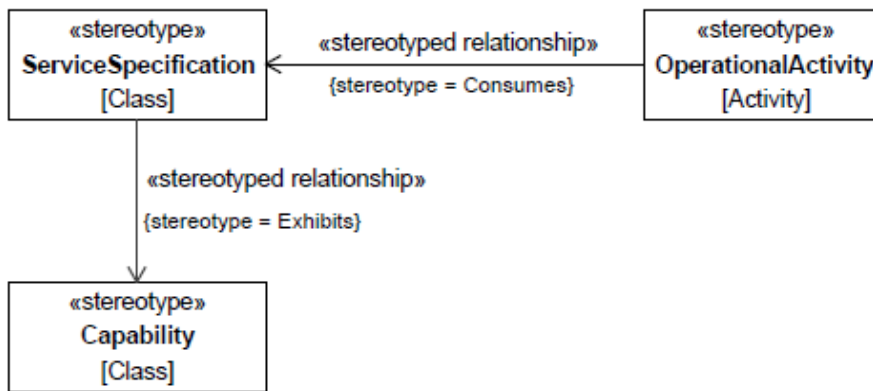 «stereotype»
ServiceSpecification
[Class]
«stereotyped relationship»
{stereotype = Consumes}
«stereotype»
OperationalActivity
[Activity]
«stereotyped relationship»
{stereotype = Exhibits}
«stereotype»
Capability
[Class]